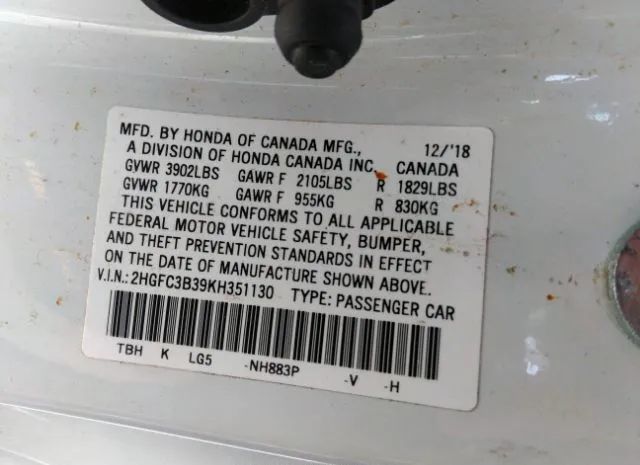 MFD. BY HONDA OF CANADA MFG., 12/'18
A DIVISION OF HONDA CANADA INC. CANADA
GVWR 3902LBS GAWR F 2105LBS R 1829LBS
GVWR 1770KG GAWR F 955KG R 830KG
THIS VEHICLE CONFORMS TO ALL APPLICABLE
FEDERAL MOTOR VEHICLE SAFETY, BUMPER,
AND THEFT PREVENTION STANDARDS IN EFFECT
ON THE DATE OF MANUFACTURE SHOWN ABOVE.
V.I.N.: 2HGFC3B39KH351130 TYPE: PASSENGER CAR
TBH K LG5 -NH883P -V -H